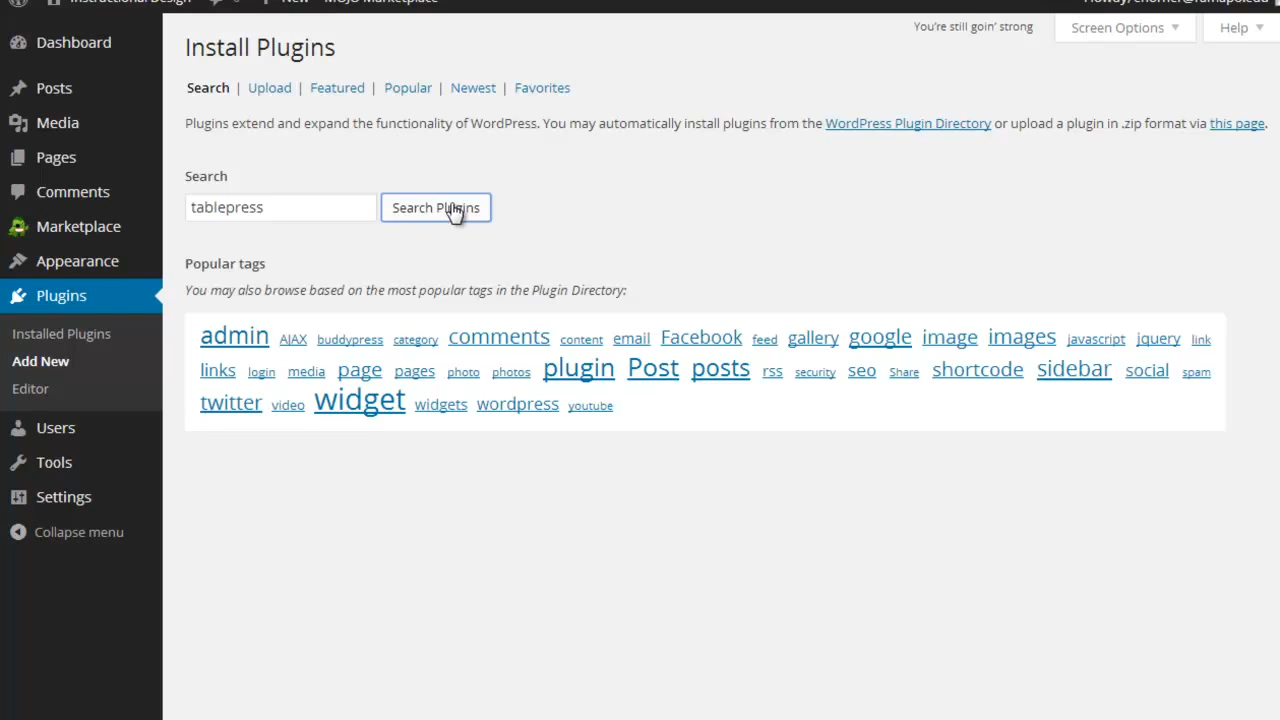 Instructional Design New MOJO Marketplace
You're still goin' strong Screen Options Help
Install Plugins
Dashboard
Posts
Media
Pages
Comments
Marketplace
Appearance
Plugins
Installed Plugins
Add New
Editor
Users
Tools
Settings
Collapse menu
Search | Upload | Featured | Popular | Newest | Favorites
Plugins extend and expand the functionality of WordPress. You may automatically install plugins from the WordPress Plugin Directory or upload a plugin in .zip format via this page.
Search
tablepress Search Plugins
Popular tags
You may also browse based on the most popular tags in the Plugin Directory:
admin AJAX buddypress category comments content email Facebook feed gallery google image images javascript jquery link
links login media page pages photo photos plugin Post posts rss security seo Share shortcode sidebar social spam
twitter video widget widgets wordpress youtube